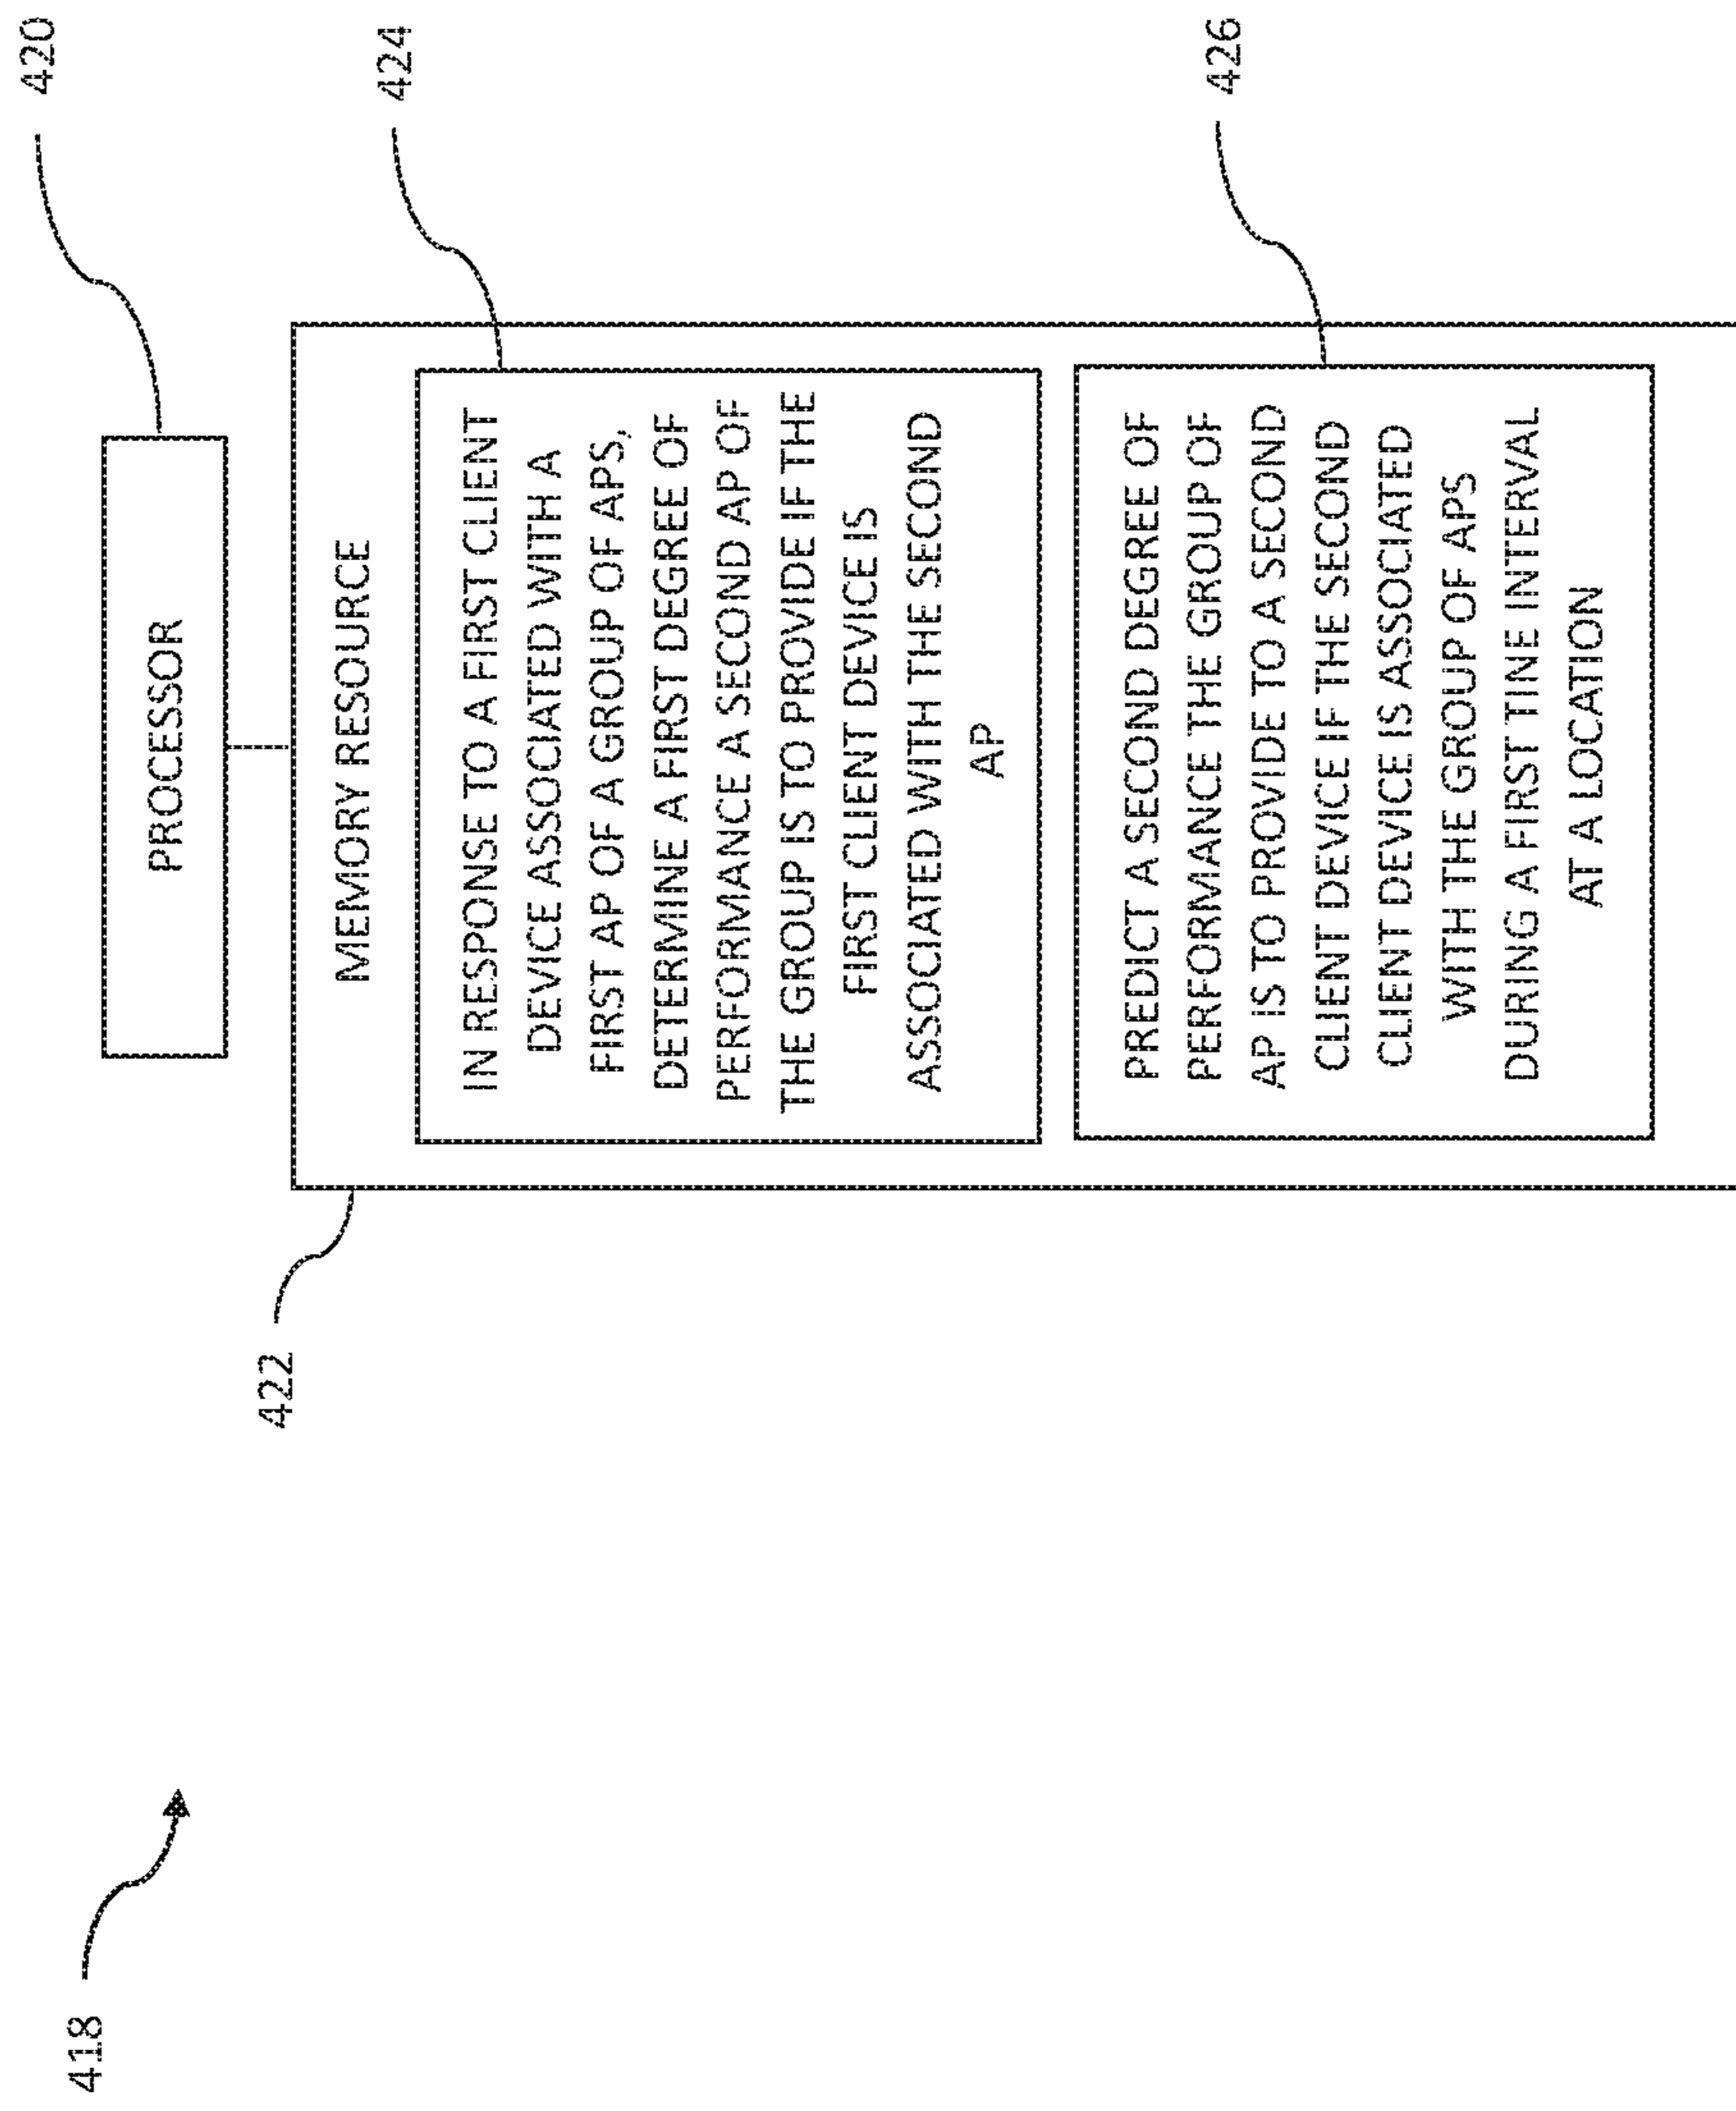 418
420
PROCESSOR
422
MEMORY RESOURCE
424
IN RESPONSE TO A FIRST CLIENT
DEVICE ASSOCIATED WITH A
FIRST AP OF A GROUP OF APS,
DETERMINE A FIRST DEGREE OF
PERFORMANCE A SECOND AP OF
THE GROUP IS TO PROVIDE IF THE
FIRST CLIENT DEVICE IS
ASSOCIATED WITH THE SECOND
AP
426
PREDICT A SECOND DEGREE OF
PERFORMANCE THE GROUP OF
AP IS TO PROVIDE TO A SECOND
CLIENT DEVICE IF THE SECOND
CLIENT DEVICE IS ASSOCIATED
WITH THE GROUP OF APS
DURING A FIRST TINE INTERVAL
AT A LOCATION